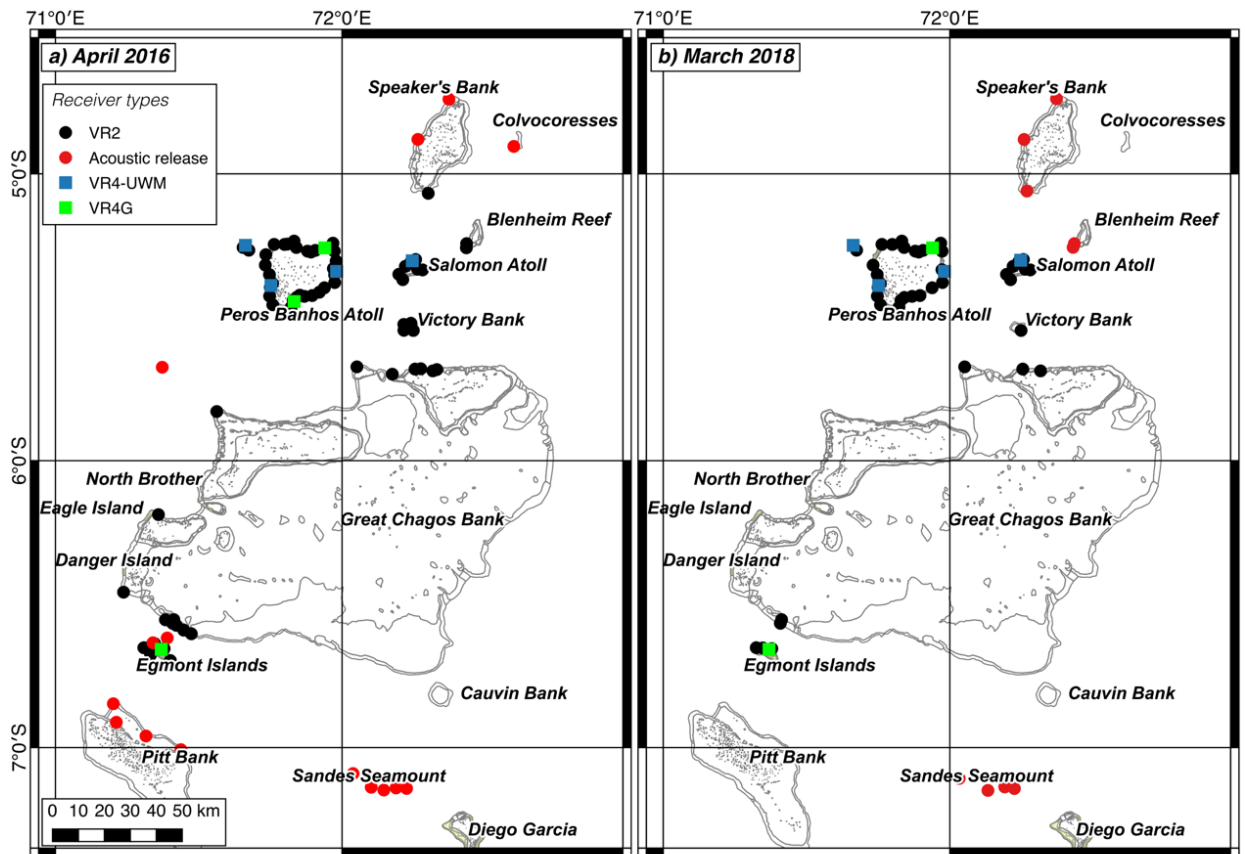 71°0′E
72°0′E
71°0′E
72°0′E
a) April 2016
Receiver types
VR2
Acoustic release
VR4-UWM
VR4G
Speaker's Bank
Colvocoresses
5°0′S
Blenheim Reef
Salomon Atoll
Peros Banhos Atoll
Victory Bank
6°0′S
North Brother
Eagle Island
Great Chagos Bank
Danger Island
Egmont Islands
Cauvin Bank
7°0′S
Pitt Bank
Sandes Seamount
0 10 20 30 40 50 km
Diego Garcia
b) March 2018
Speaker's Bank
Colvocoresses
Blenheim Reef
Salomon Atoll
Peros Banhos Atoll
Victory Bank
North Brother
Eagle Island
Great Chagos Bank
Danger Island
Egmont Islands
Cauvin Bank
Pitt Bank
Sandes Seamount
Diego Garcia